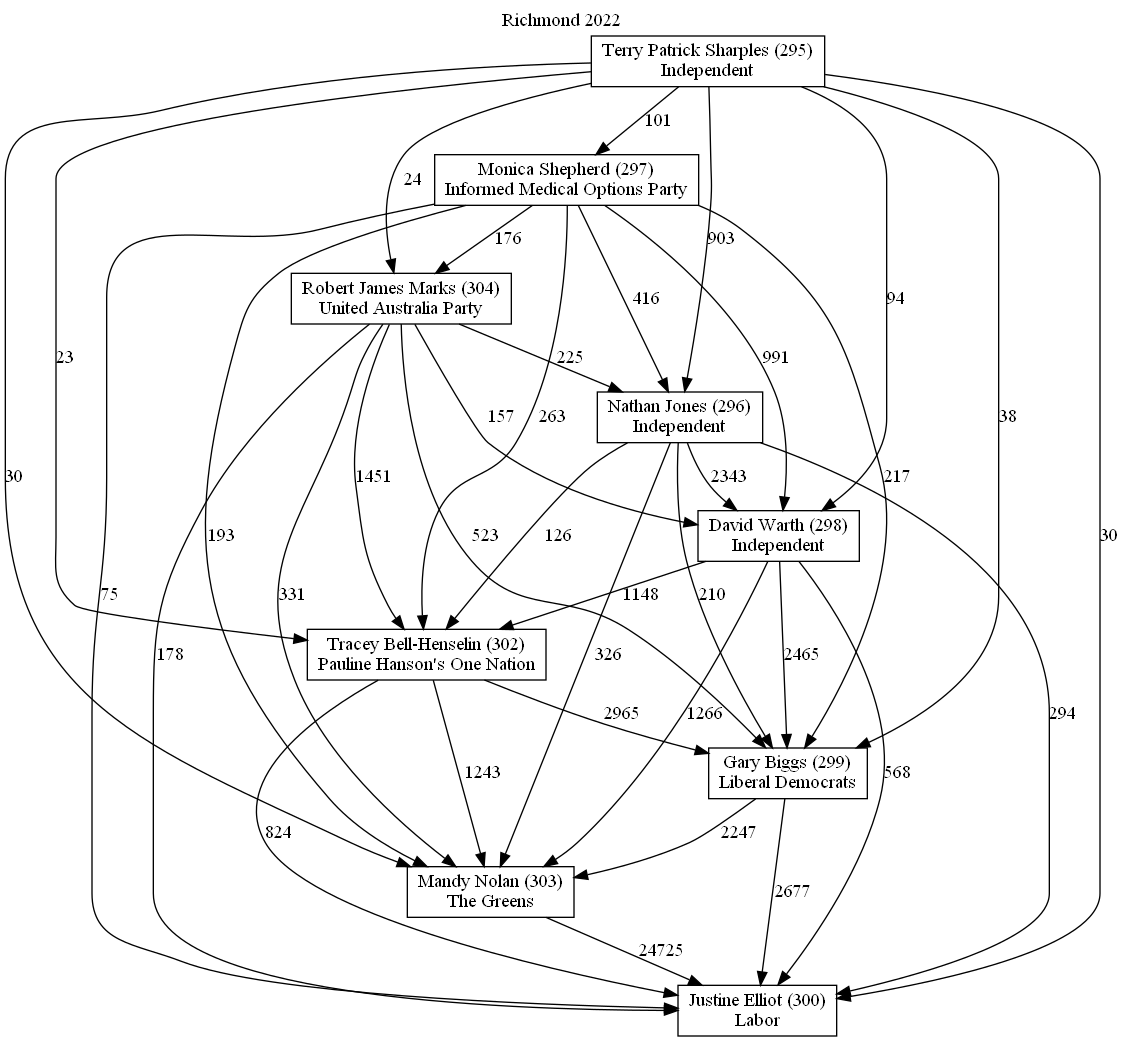 Richmond 2022
Terry Patrick Sharples (295)
Independent
101
Monica Shepherd (297)
Informed Medical Options Party
24
176
903
Robert James Marks (304)
United Australia Party
416
94
23
225
991
Nathan Jones (296)
Independent
157
263
38
30
1451
2343
217
David Warth (298)
Independent
193
523
126
30
75
331
1148
210
Tracey Bell-Henselin (302)
Pauline Hanson's One Nation
178
326
2465
2965
1266
294
Gary Biggs (299)
Liberal Democrats
1243
568
824
2247
Mandy Nolan (303)
The Greens
2677
24725
Justine Elliot (300)
Labor